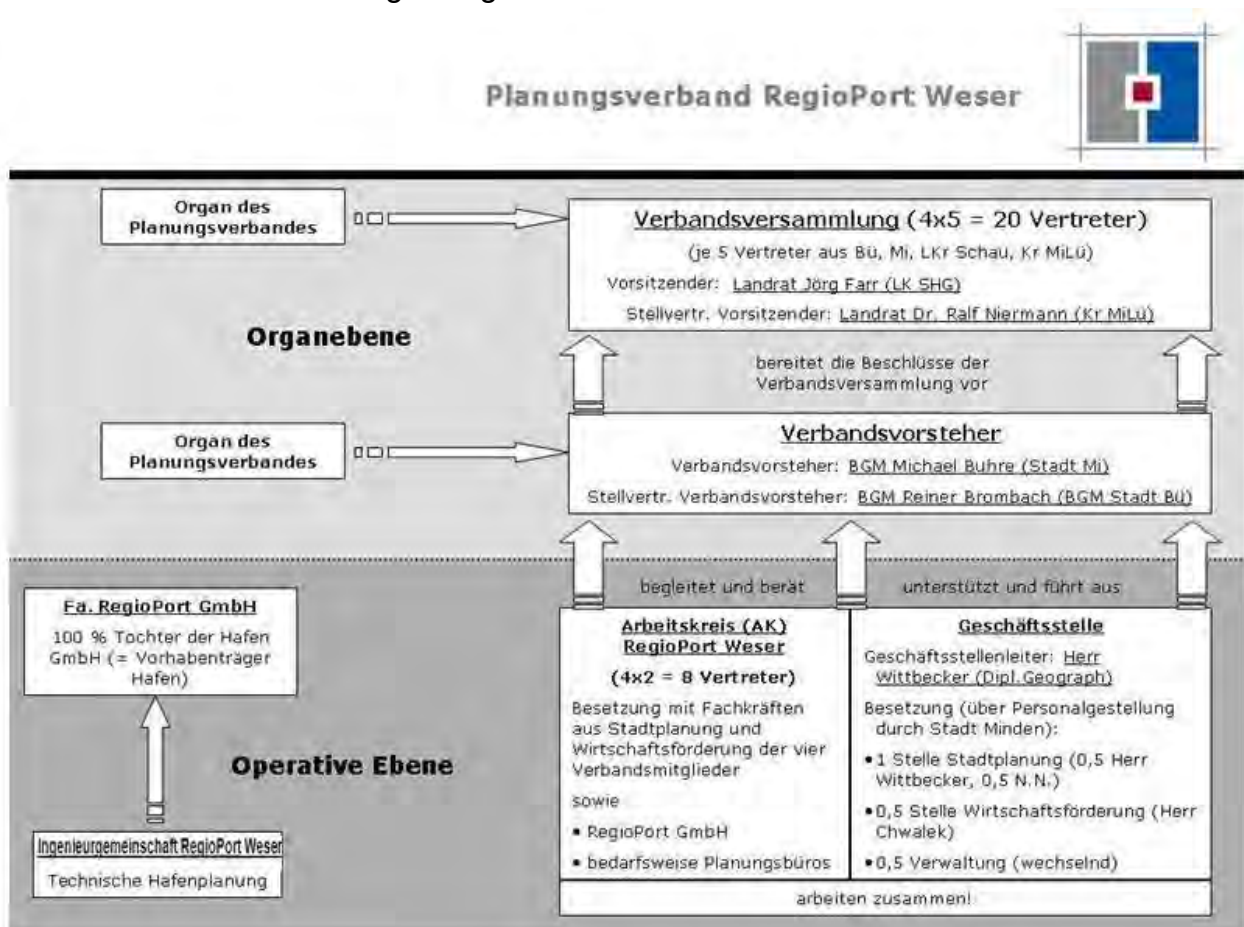 Planungsverband RegioPort Weser
Organ des
Planungsverbandes
Verbandsversammlung (4x5 = 20 Vertreter)
(je 5 Vertreter aus Bü, Mi, LKr Schau, Kr MiLü)
Vorsitzender: Landrat Jörg Farr (LK SHG)
Stellvertr. Vorsitzender: Landrat Dr. Ralf Niermann (Kr MiLü)
Organebene
bereitet die Beschlüsse der
Verbandsversammlung vor
Organ des
Planungsverbandes
Verbandsvorsteher
Verbandsvorsteher: BGM Michael Buhre (Stadt Mi)
Stellvertr. Verbandsvorsteher: BGM Reiner Brombach (BGM Stadt Bü)
begleitet und berät
unterstützt und führt aus
Fa. RegioPort GmbH
100 % Tochter der Hafen
GmbH (= Vorhabenträger
Hafen)
Operative Ebene
Ingenieurgemeinschaft RegioPort Weser
Technische Hafenplanung
Arbeitskreis (AK)
RegioPort Weser
(4x2 = 8 Vertreter)
Besetzung mit Fachkräften
aus Stadtplanung und
Wirtschaftsförderung der vier
Verbandsmitglieder
sowie
• RegioPort GmbH
• bedarfsweise Planungsbüros
Geschäftsstelle
Geschäftsstellenleiter: Herr
Wittbecker (Dipl.Geograph)
Besetzung (über Personalgestellung
durch Stadt Minden):
• 1 Stelle Stadtplanung (0,5 Herr
Wittbecker, 0,5 N.N.)
• 0,5 Stelle Wirtschaftsförderung (Herr
Chwalek)
• 0,5 Verwaltung (wechselnd)
arbeiten zusammen!